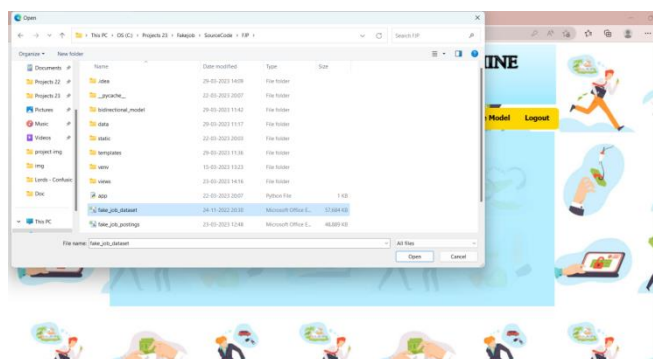 Open
This PC > OS (C:) > Projects 23 > fakejob > SourceCode > FJP >
Search FJP
Organize
New folder
Name Date modified Type Size
Documents
Projects 22
Projects 23
Pictures
Music
Videos
project img
img
Lords - Confusic
Doc
This PC
.idea 29-03-2023 14:09 File folder
__pycache__ 22-03-2023 20:07 File folder
bidirectional_model 29-03-2023 11:42 File folder
data 29-03-2023 11:17 File folder
static 22-03-2023 20:03 File folder
templates 29-03-2023 11:36 File folder
venv 15-03-2023 13:23 File folder
views 23-03-2023 14:16 File folder
app 22-03-2023 20:07 Python File 1 KB
fake_job_dataset 24-11-2022 20:30 Microsoft Office E... 37,684 KB
fake_job_postings 23-03-2023 12:48 Microsoft Office E... 48,889 KB
File name: fake_job_dataset
All files
Open Cancel
INE
Model Logout